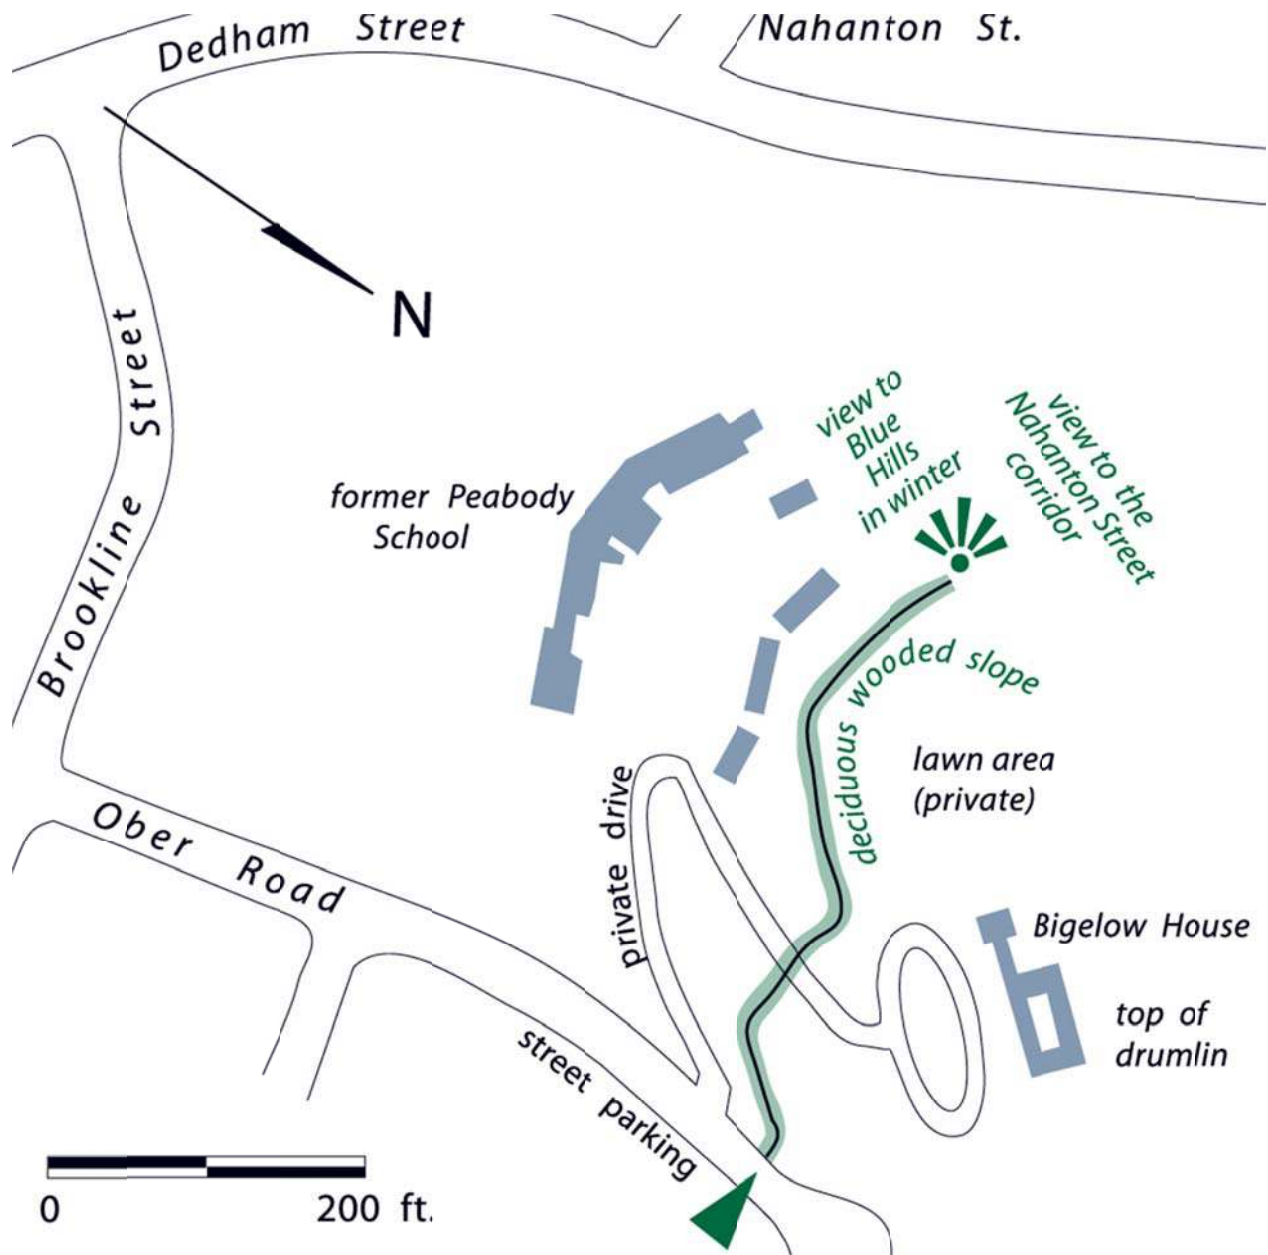 Dedham Street
Nahanton St.
N
Brookline Street
view to
Blue
Hills
in winter
view to the
Nahanton Street
corridor
former Peabody
School
deciduous wooded slope
lawn area
(private)
private drive
Ober Road
Bigelow House
top of
drumlin
street parking
0 200 ft.